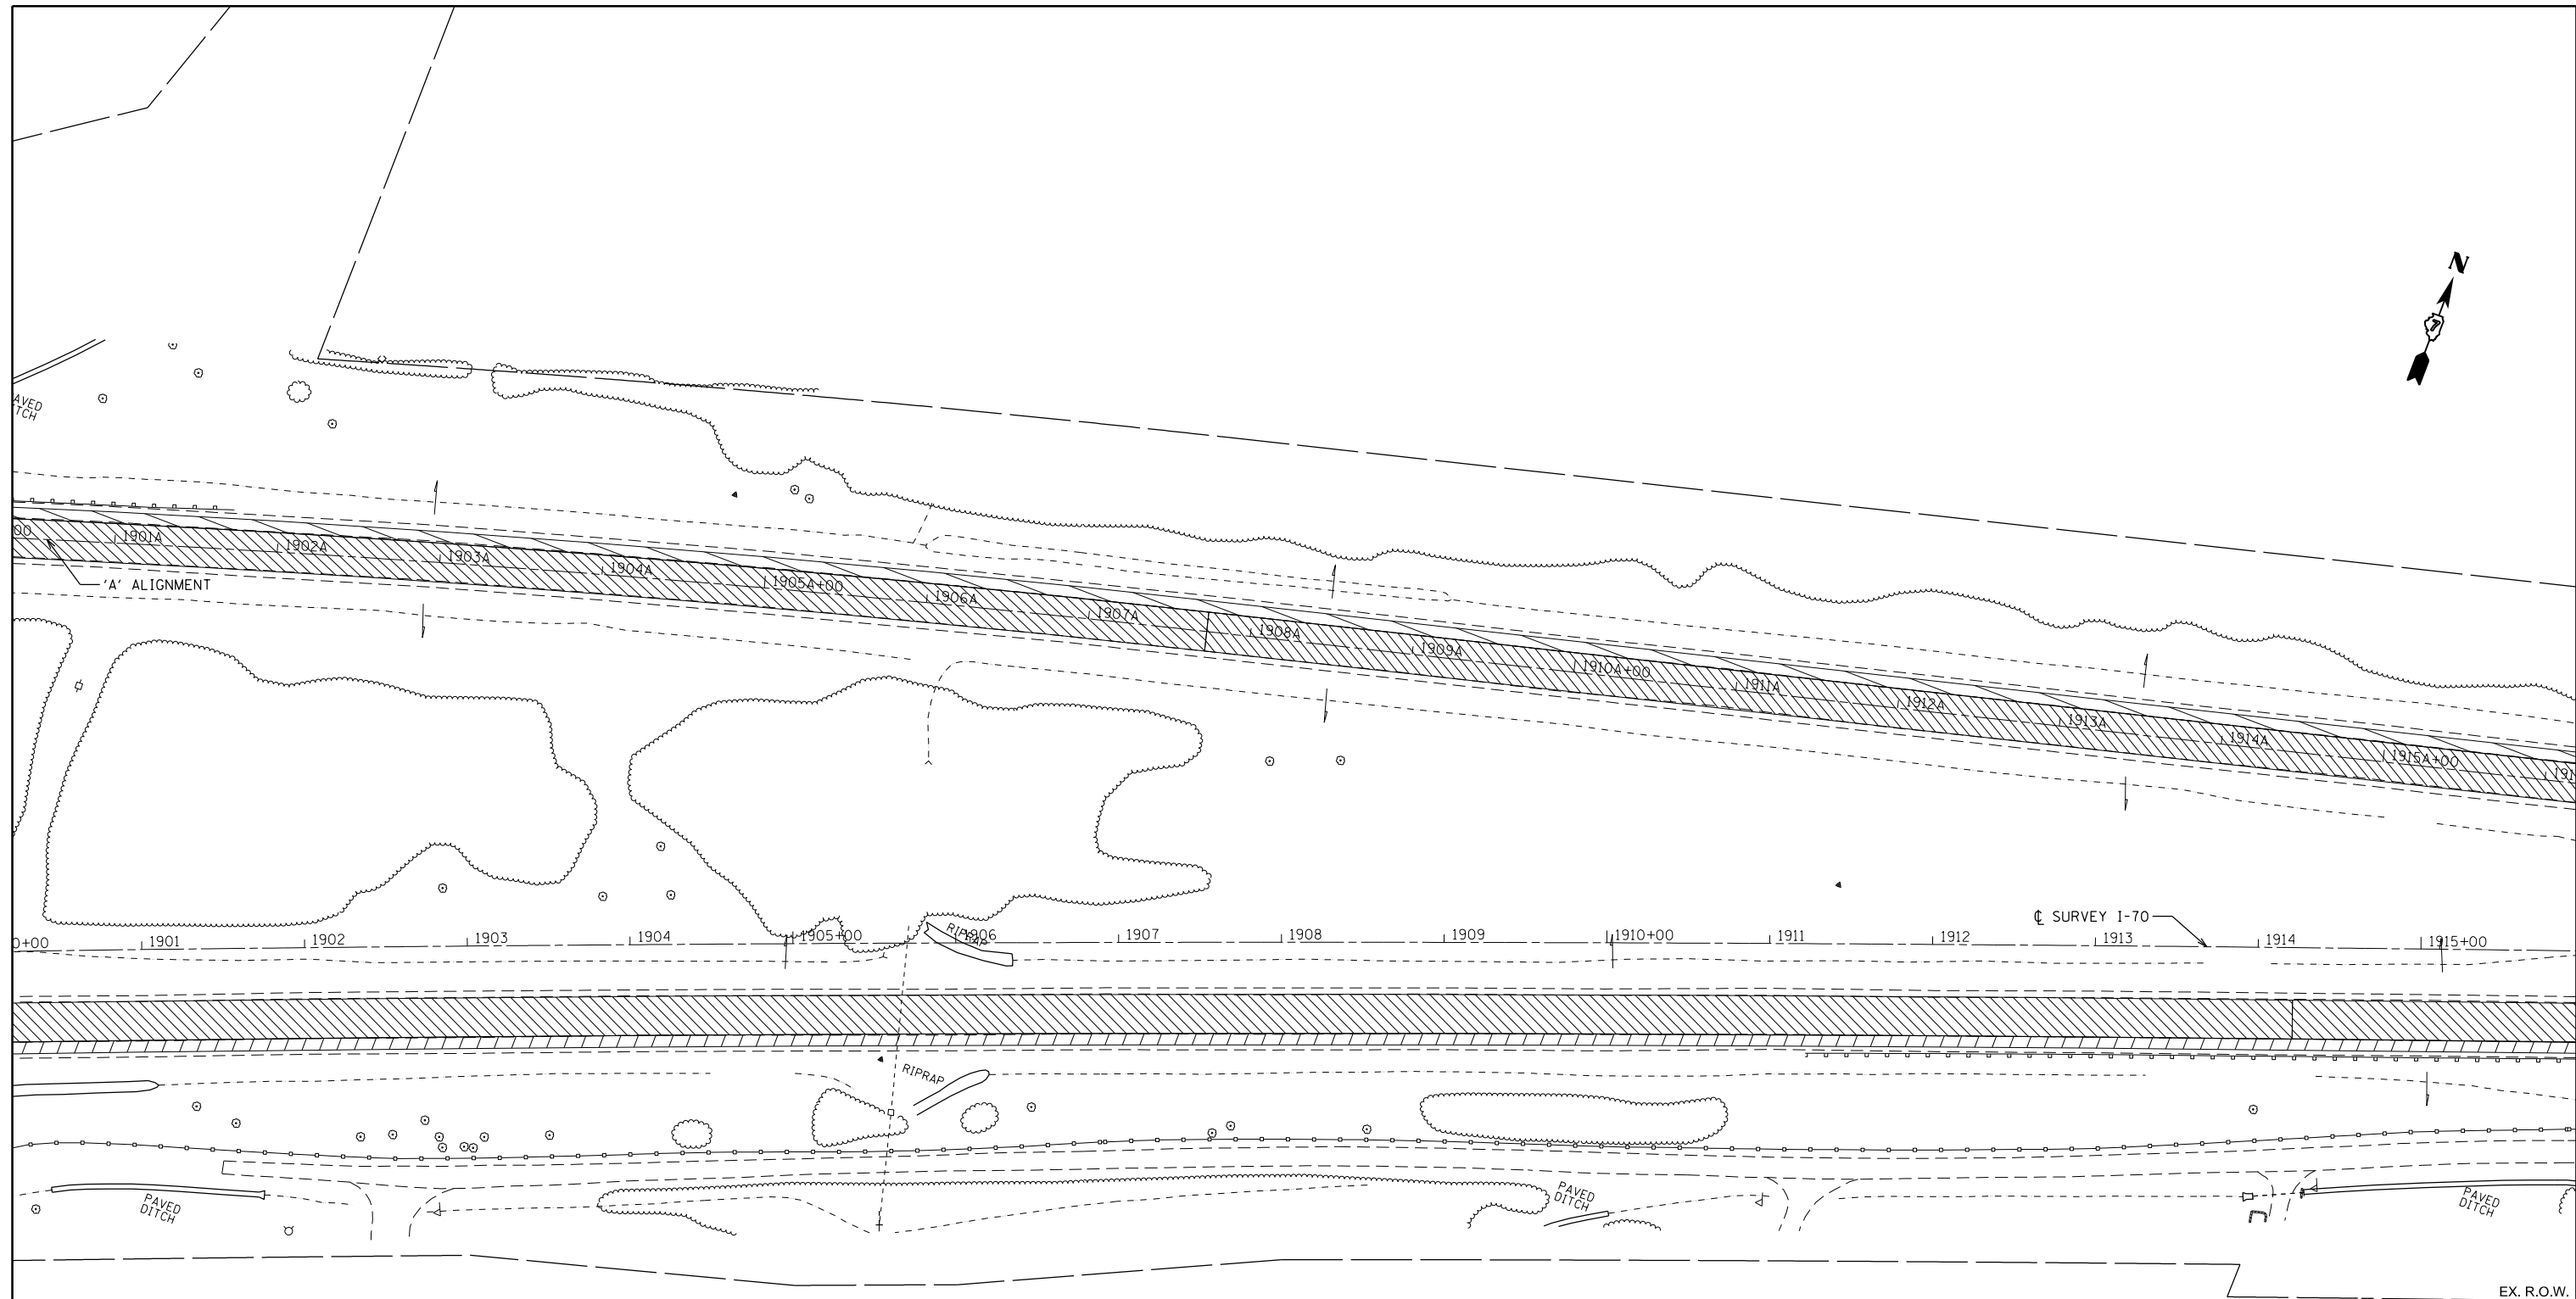 N
7
AVED
TCH
00
1901A
1902A
1903A
1904A
1905A+00
1906A
1907A
1908A
1909A
1910A+00
1911A
1912A
1913A
1914A
1915A+00
191
'A' ALIGNMENT
℄ SURVEY I-70
0+00
1901
1902
1903
1904
1905+00
1906
1907
1908
1909
1910+00
1911
1912
1913
1914
1915+00
RIPRAP
RIPRAP
PAVED
DITCH
PAVED
DITCH
PAVED
DITCH
EX. R.O.W.